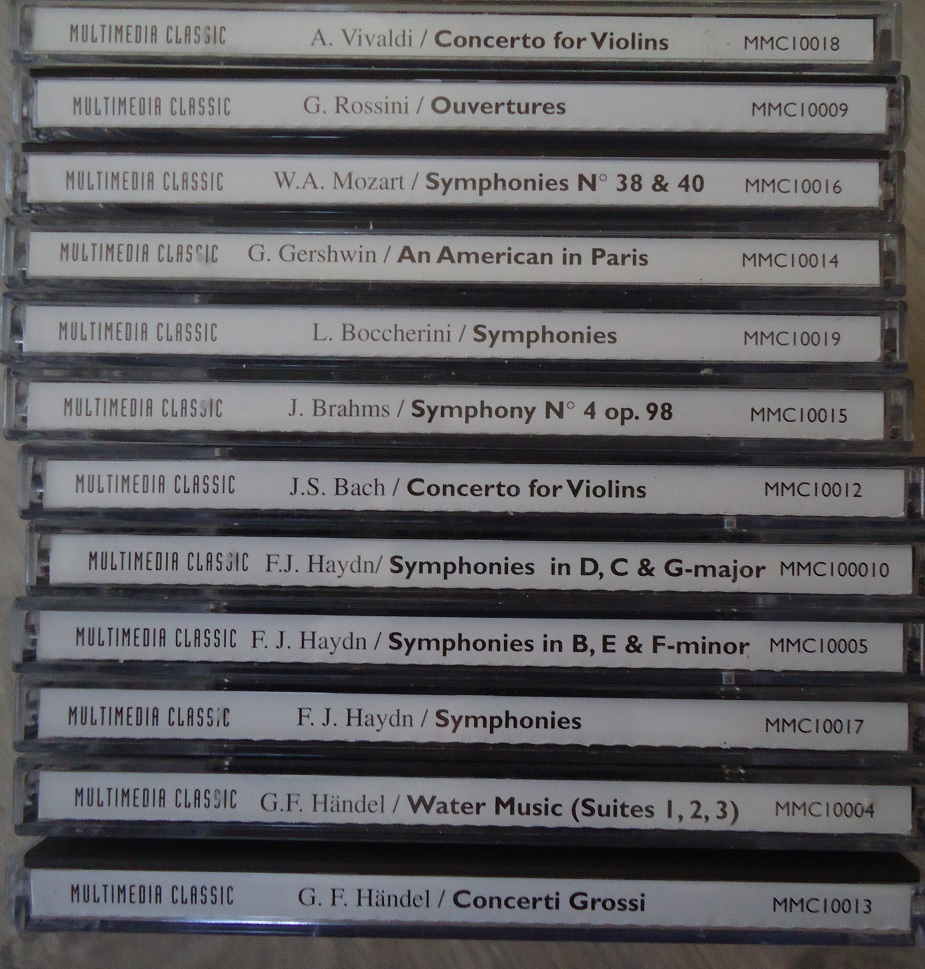 MULTIMEDIA CLASSIC A. Vivaldi / Concerto for Violins MMC10018
MULTIMEDIA CLASSIC G. Rossini / Ouvertures MMC10009
MULTIMEDIA CLASSIC W.A. Mozart / Symphonies N° 38 & 40 MMC10016
MULTIMEDIA CLASSIC G. Gershwin / An American in Paris MMC10014
MULTIMEDIA CLASSIC L. Boccherini / Symphonies MMC10019
MULTIMEDIA CLASSIC J. Brahms / Symphony N° 4 op. 98 MMC10015
MULTIMEDIA CLASSIC J.S. Bach / Concerto for Violins MMC10012
MULTIMEDIA CLASSIC F.J. Haydn/ Symphonies in D, C & G-major MMC100010
MULTIMEDIA CLASSIC F. J. Haydn / Symphonies in B, E & F-minor MMC10005
MULTIMEDIA CLASSIC F. J. Haydn / Symphonies MMC10017
MULTIMEDIA CLASSIC G.F. Händel / Water Music (Suites 1, 2, 3) MMC10004
MULTIMEDIA CLASSIC G. F. Händel / Concerti Grossi MMC10013